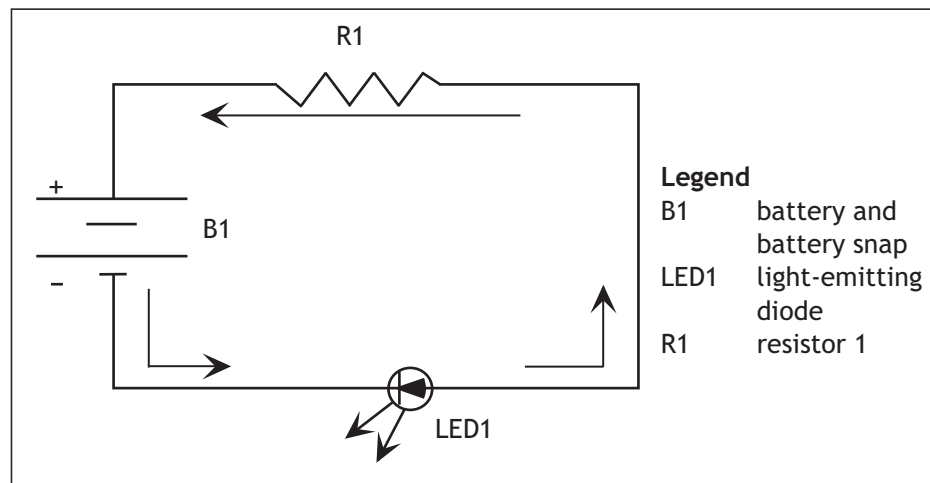 R1
+
B1
–
LED1
Legend
B1 battery and
battery snap
LED1 light-emitting
diode
R1 resistor 1